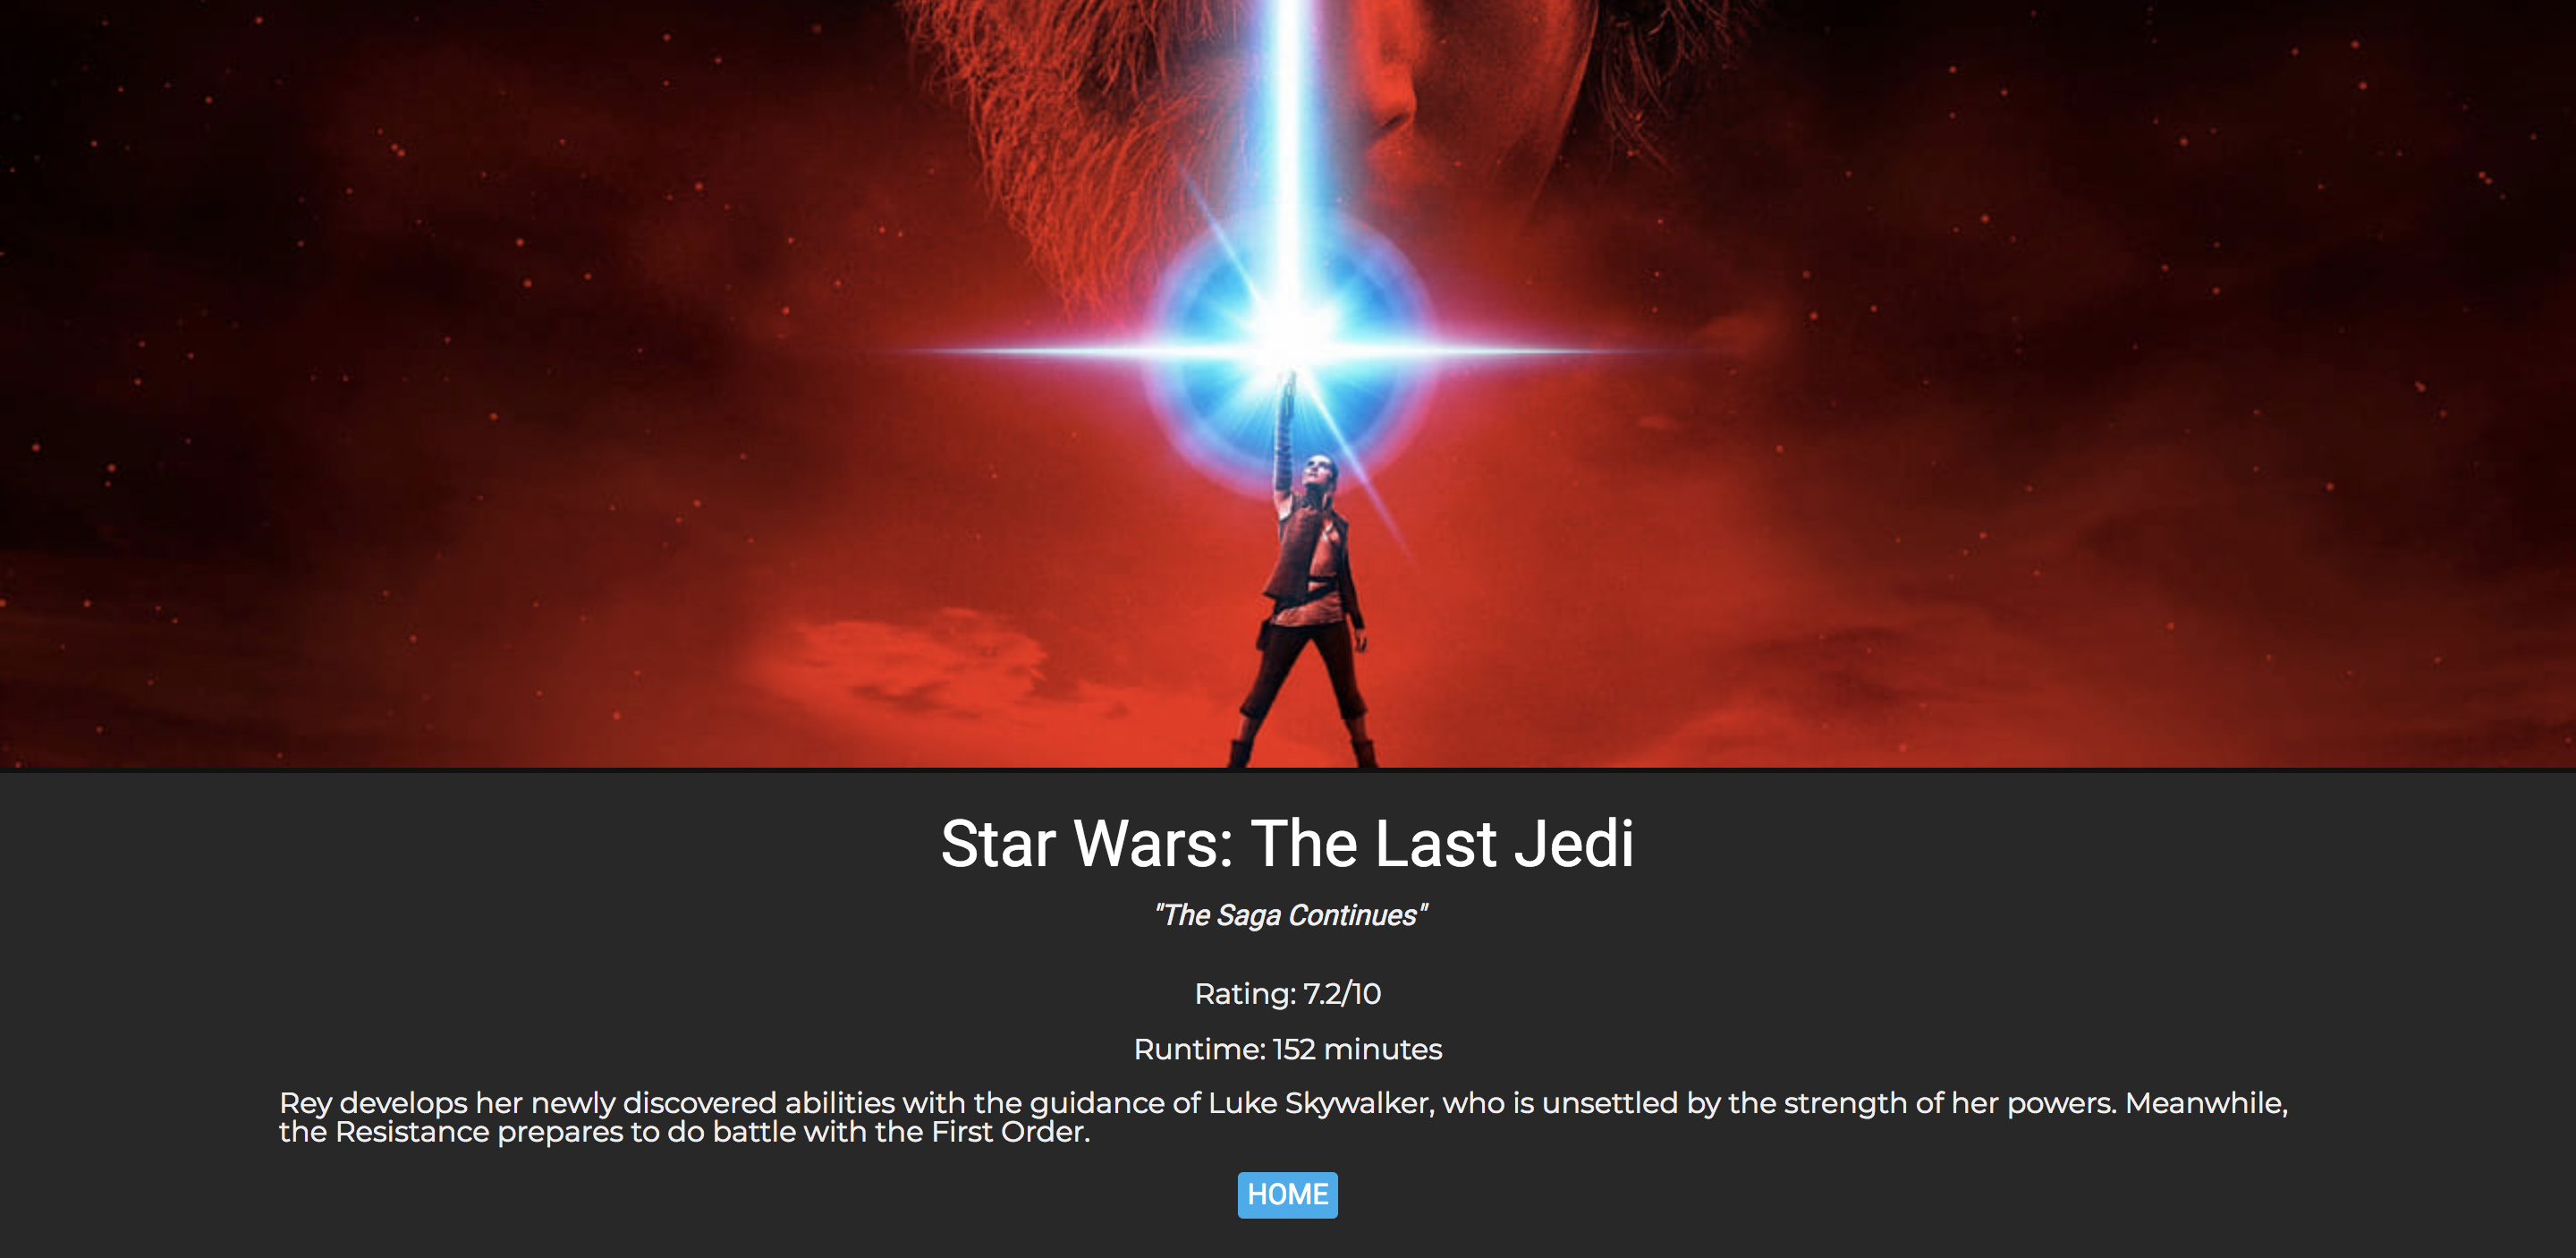 Star Wars: The Last Jedi
"The Saga Continues"
Rating: 7.2/10
Runtime: 152 minutes
Rey develops her newly discovered abilities with the guidance of Luke Skywalker, who is unsettled by the strength of her powers. Meanwhile,
the Resistance prepares to do battle with the First Order.
HOME